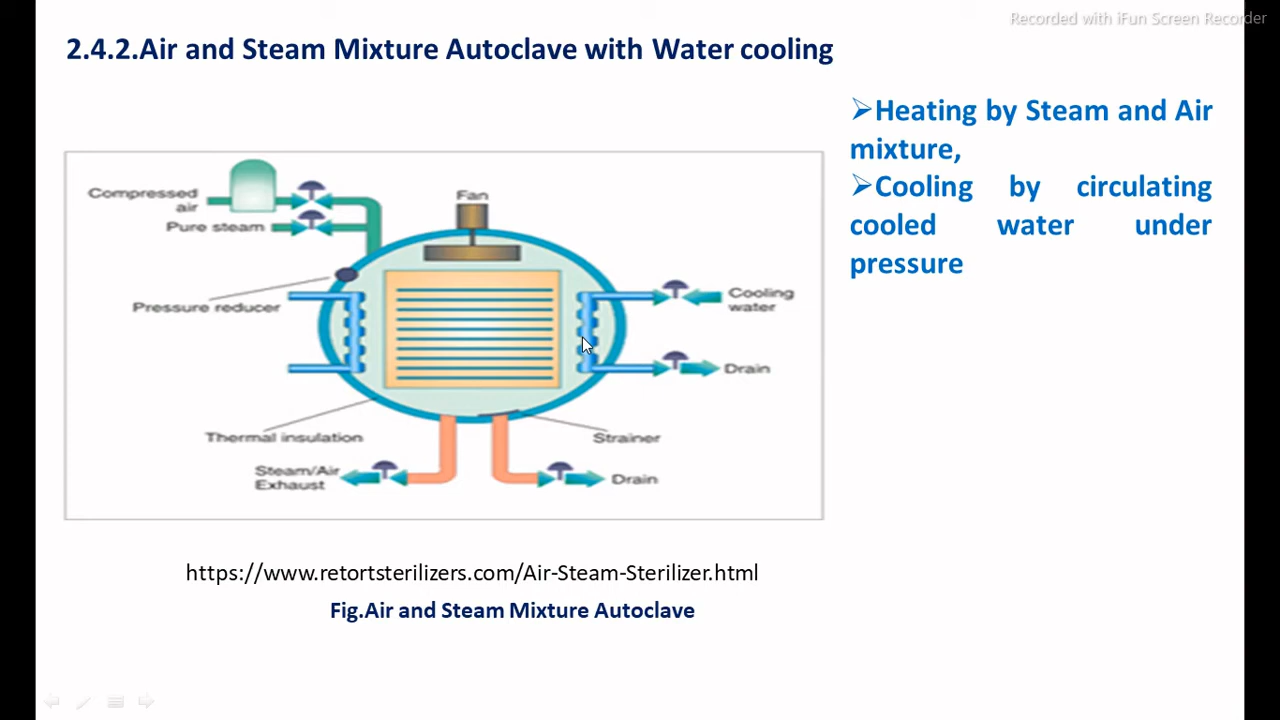 Recorded with iFun Screen Recorder
2.4.2.Air and Steam Mixture Autoclave with Water cooling
➢Heating by Steam and Air
mixture,
➢Cooling by circulating
cooled water under
pressure
Compressed
air
Pure steam
Fan
Pressure reducer
Cooling
water
Drain
Thermal insulation
Strainer
Steam/Air
Exhaust
Drain
https://www.retortsterilizers.com/Air-Steam-Sterilizer.html
Fig.Air and Steam Mixture Autoclave